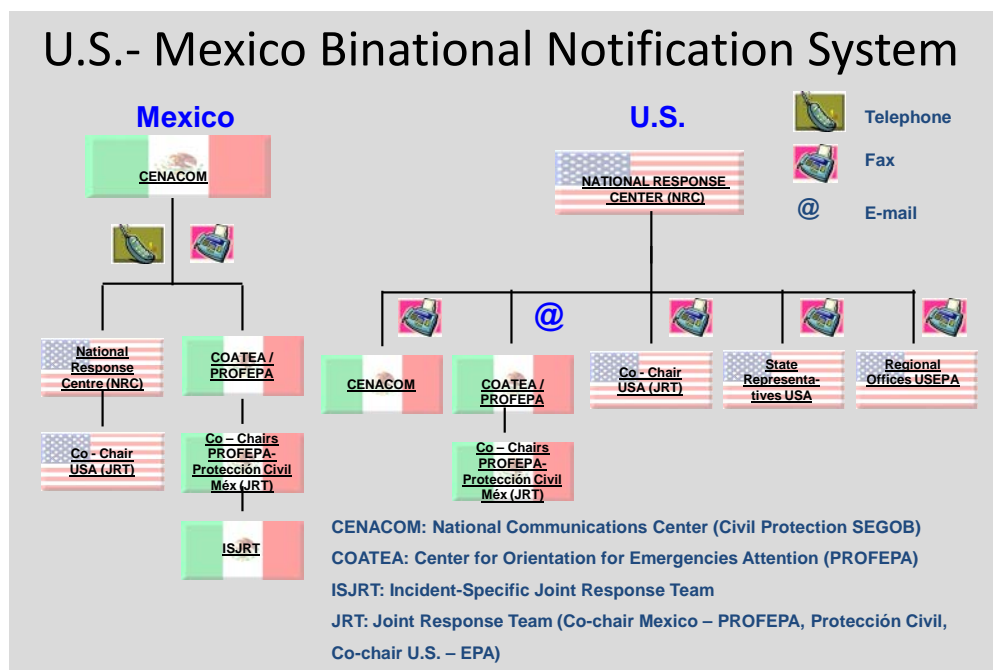 U.S.- Mexico Binational Notification System
Mexico
CENACOM
National
Response
Centre (NRC)
COATEA /
PROFEPA
Co - Chair
USA (JRT)
Co – Chairs
PROFEPA-
Protección Civil
Méx (JRT)
ISJRT
U.S.
NATIONAL RESPONSE
CENTER (NRC)
Telephone
Fax
@ E-mail
@
CENACOM
COATEA /
PROFEPA
Co - Chair
USA (JRT)
State
Representa-
tives USA
Regional
Offices USEPA
Co – Chairs
PROFEPA-
Protección Civil
Méx (JRT)
CENACOM: National Communications Center (Civil Protection SEGOB)
COATEA: Center for Orientation for Emergencies Attention (PROFEPA)
ISJRT: Incident-Specific Joint Response Team
JRT: Joint Response Team (Co-chair Mexico – PROFEPA, Protección Civil,
Co-chair U.S. – EPA)